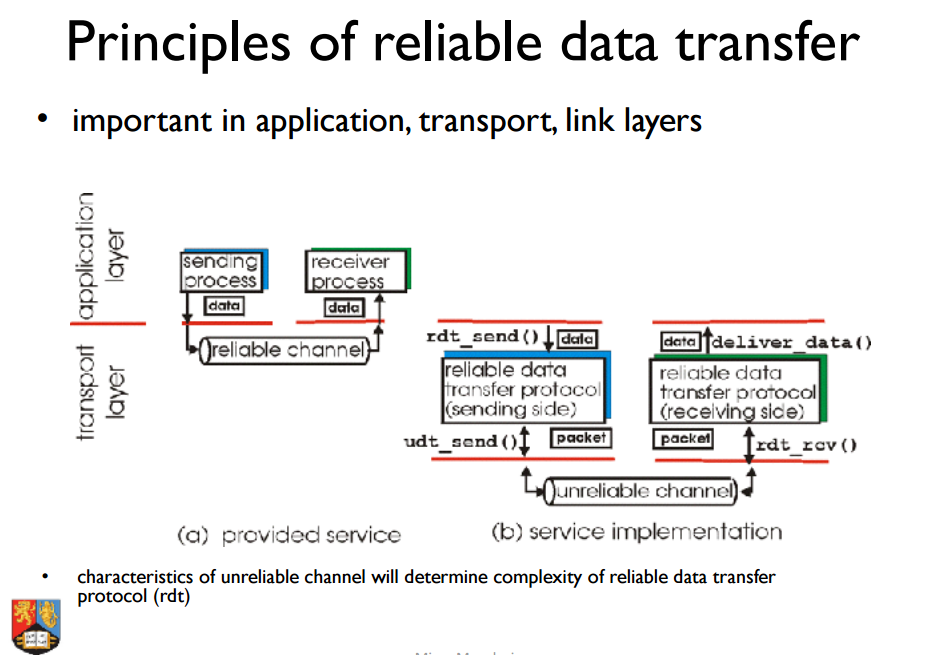 Principles of reliable data transfer
• important in application, transport, link layers
application
layer
transport
layer
sending
process
data
receiver
process
data
reliable channel
rdt_send()
data
reliable data
transfer protocol
(sending side)
udt_send()
packet
data
deliver_data()
reliable data
transfer protocol
(receiving side)
packet
rdt_rcv()
unreliable channel
(a) provided service
(b) service implementation
• characteristics of unreliable channel will determine complexity of reliable data transfer
protocol (rdt)